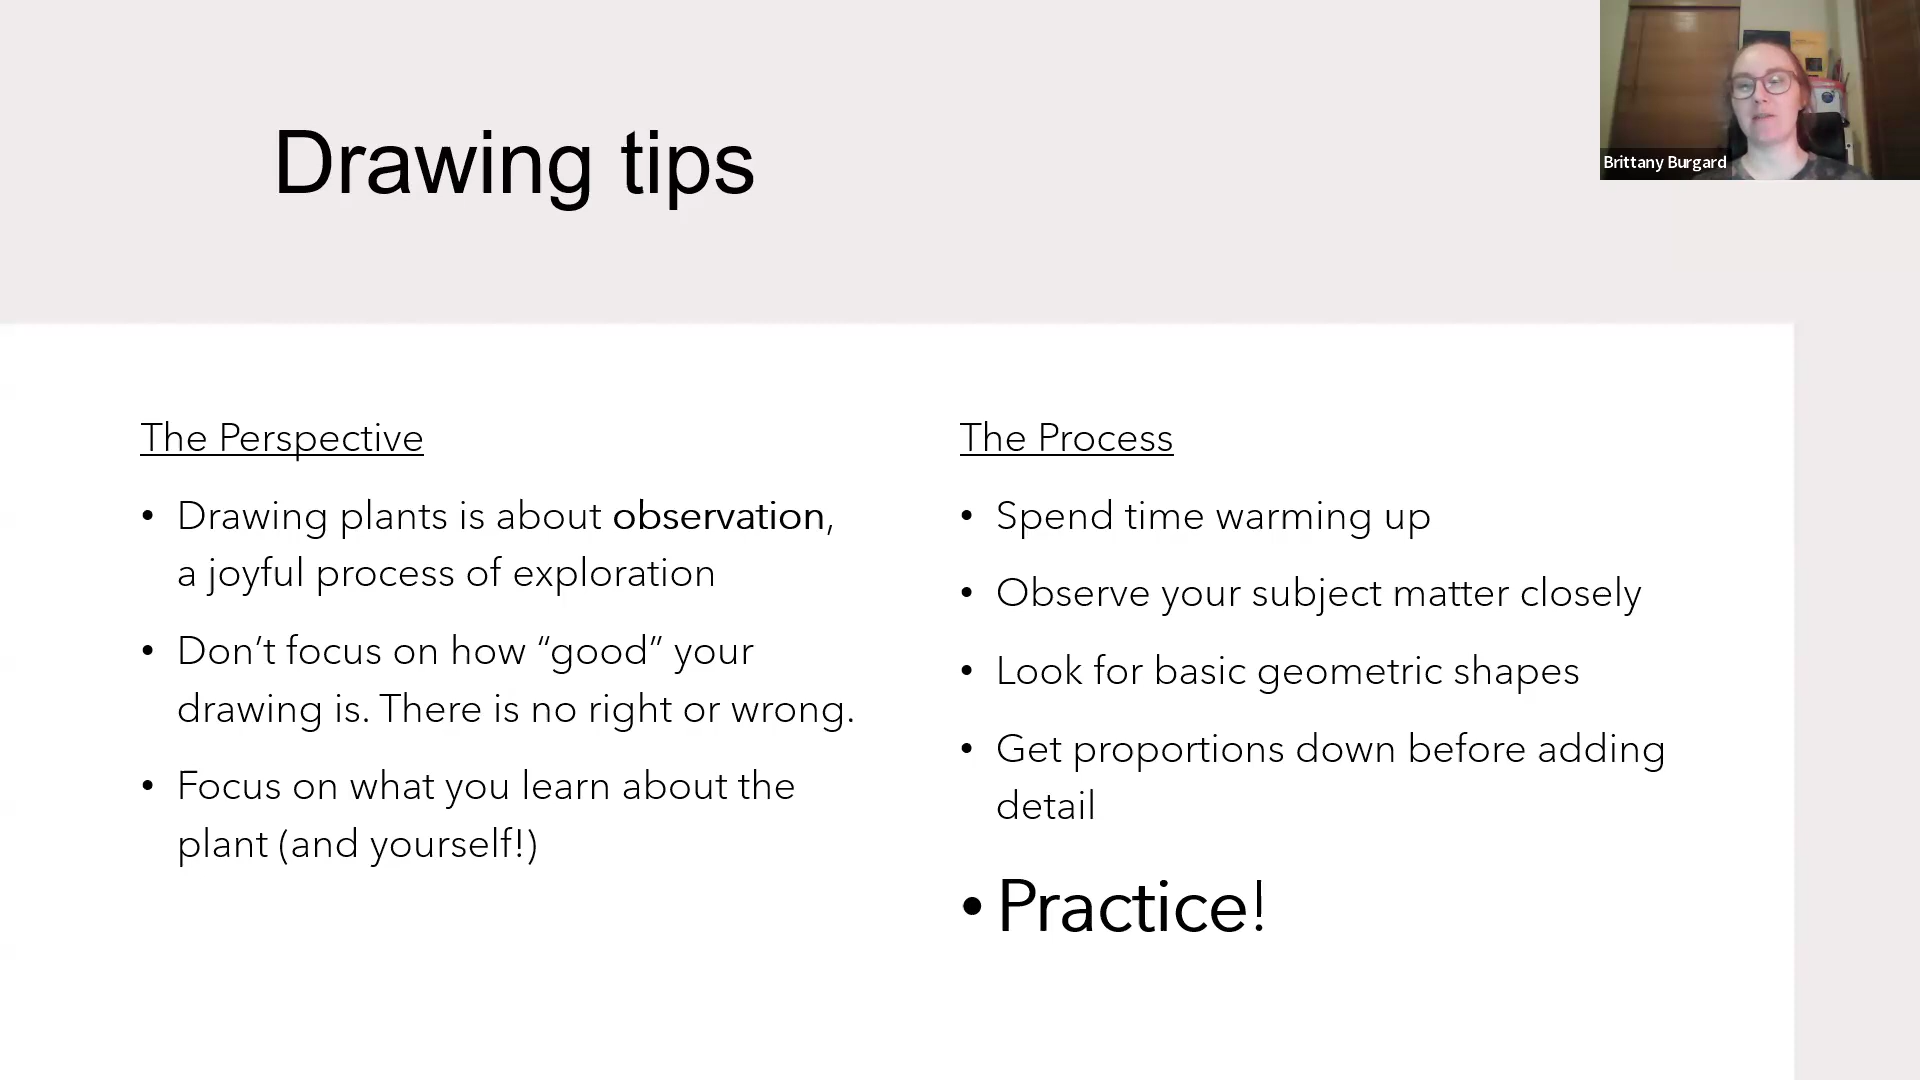 Drawing tips
Brittany Burgard
The Perspective
• Drawing plants is about observation,
a joyful process of exploration
• Don’t focus on how “good” your
drawing is. There is no right or wrong.
• Focus on what you learn about the
plant (and yourself!)
The Process
• Spend time warming up
• Observe your subject matter closely
• Look for basic geometric shapes
• Get proportions down before adding
detail
• Practice!